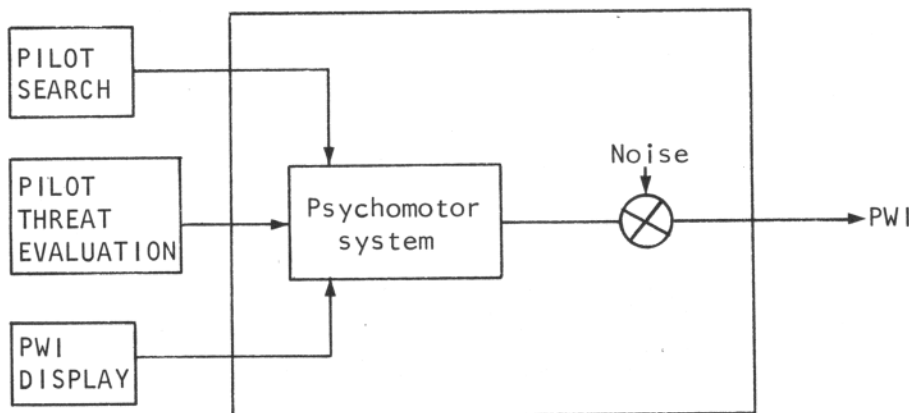 PILOT
SEARCH
PILOT
THREAT
EVALUATION
PWI
DISPLAY
Psychomotor
system
Noise
PWI